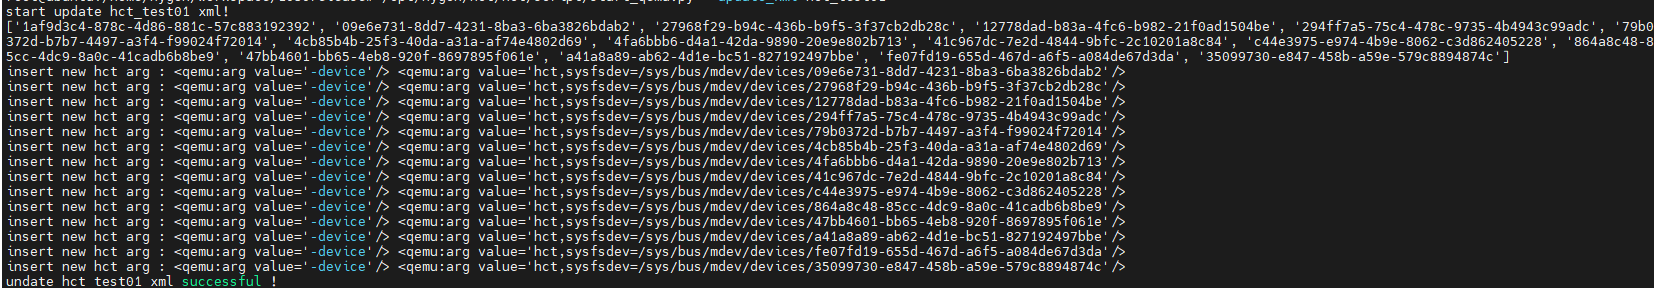 start update hct_test01 xml!
['1af9d3c4-878c-4d86-881c-57c883192392', '09e6e731-8dd7-4231-8ba3-6ba3826bdab2', '27968f29-b94c-436b-b9f5-3f37cb2db28c', '12778dad-b83a-4fc6-b982-21f0ad1504be', '294ff7a5-75c4-478c-9735-4b4943c99adc', '79b0
372d-b7b7-4497-a3f4-f99024f72014', '4cb85b4b-25f3-40da-a31a-af74e4802d69', '4fa6bbb6-d4a1-42da-9890-20e9e802b713', '41c967dc-7e2d-4844-9bfc-2c10201a8c84', 'c44e3975-e974-4b9e-8062-c3d862405228', '864a8c48-8
5cc-4dc9-8a0c-41cadb6b8be9', '47bb4601-bb65-4eb8-920f-8697895f061e', 'a41a8a89-ab62-4d1e-bc51-827192497bbe', 'fe07fd19-655d-467d-a6f5-a084de67d3da', '35099730-e847-458b-a59e-579c8894874c']
insert new hct arg : <qemu:arg value='-device'/> <qemu:arg value='hct,sysfsdev=/sys/bus/mdev/devices/09e6e731-8dd7-4231-8ba3-6ba3826bdab2'/>
insert new hct arg : <qemu:arg value='-device'/> <qemu:arg value='hct,sysfsdev=/sys/bus/mdev/devices/27968f29-b94c-436b-b9f5-3f37cb2db28c'/>
insert new hct arg : <qemu:arg value='-device'/> <qemu:arg value='hct,sysfsdev=/sys/bus/mdev/devices/12778dad-b83a-4fc6-b982-21f0ad1504be'/>
insert new hct arg : <qemu:arg value='-device'/> <qemu:arg value='hct,sysfsdev=/sys/bus/mdev/devices/294ff7a5-75c4-478c-9735-4b4943c99adc'/>
insert new hct arg : <qemu:arg value='-device'/> <qemu:arg value='hct,sysfsdev=/sys/bus/mdev/devices/79b0372d-b7b7-4497-a3f4-f99024f72014'/>
insert new hct arg : <qemu:arg value='-device'/> <qemu:arg value='hct,sysfsdev=/sys/bus/mdev/devices/4cb85b4b-25f3-40da-a31a-af74e4802d69'/>
insert new hct arg : <qemu:arg value='-device'/> <qemu:arg value='hct,sysfsdev=/sys/bus/mdev/devices/4fa6bbb6-d4a1-42da-9890-20e9e802b713'/>
insert new hct arg : <qemu:arg value='-device'/> <qemu:arg value='hct,sysfsdev=/sys/bus/mdev/devices/41c967dc-7e2d-4844-9bfc-2c10201a8c84'/>
insert new hct arg : <qemu:arg value='-device'/> <qemu:arg value='hct,sysfsdev=/sys/bus/mdev/devices/c44e3975-e974-4b9e-8062-c3d862405228'/>
insert new hct arg : <qemu:arg value='-device'/> <qemu:arg value='hct,sysfsdev=/sys/bus/mdev/devices/864a8c48-85cc-4dc9-8a0c-41cadb6b8be9'/>
insert new hct arg : <qemu:arg value='-device'/> <qemu:arg value='hct,sysfsdev=/sys/bus/mdev/devices/47bb4601-bb65-4eb8-920f-8697895f061e'/>
insert new hct arg : <qemu:arg value='-device'/> <qemu:arg value='hct,sysfsdev=/sys/bus/mdev/devices/a41a8a89-ab62-4d1e-bc51-827192497bbe'/>
insert new hct arg : <qemu:arg value='-device'/> <qemu:arg value='hct,sysfsdev=/sys/bus/mdev/devices/fe07fd19-655d-467d-a6f5-a084de67d3da'/>
insert new hct arg : <qemu:arg value='-device'/> <qemu:arg value='hct,sysfsdev=/sys/bus/mdev/devices/35099730-e847-458b-a59e-579c8894874c'/>
update hct_test01 xml successful !